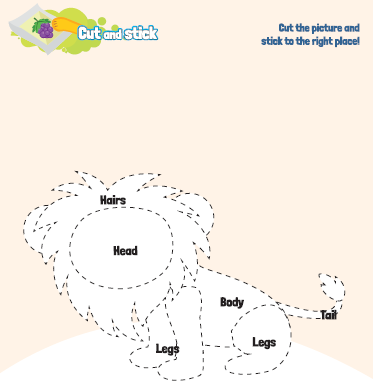 Cut and stick
Cut the picture and
stick to the right place!
Hairs
Head
Body
Tail
Legs
Legs